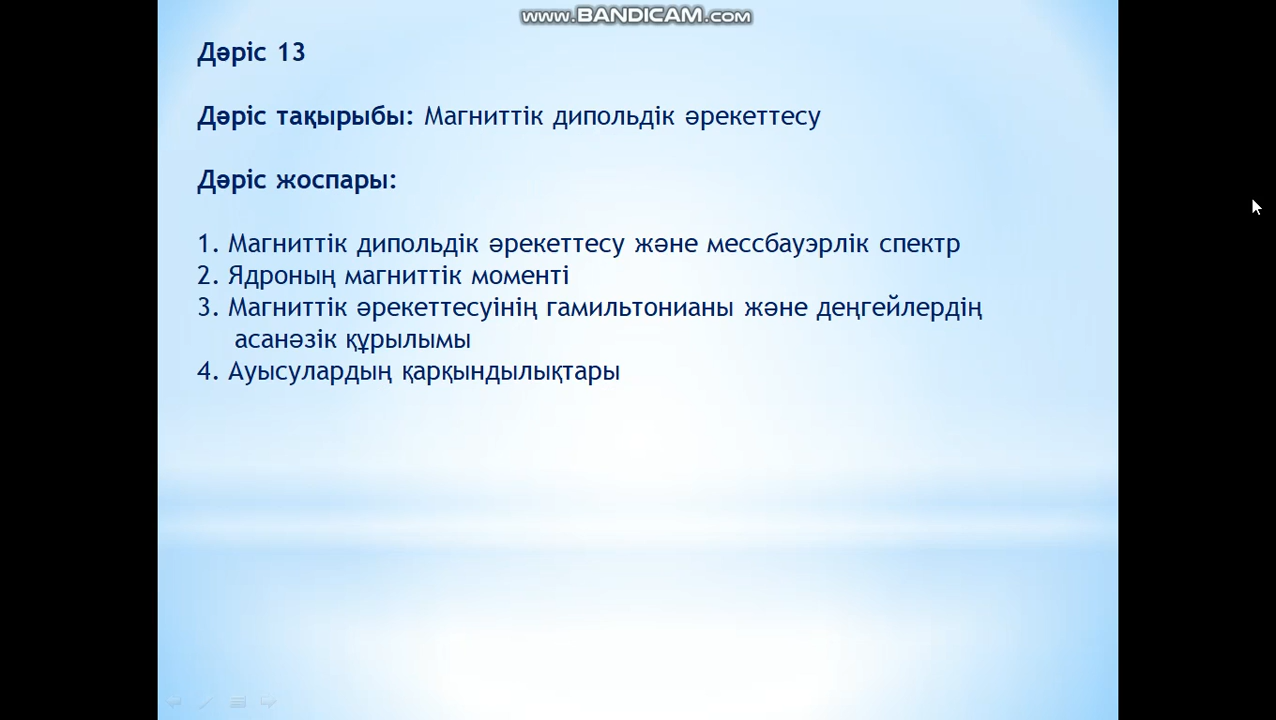 www.BANDICAM.com
Дәріс 13
Дәріс тақырыбы: Магниттік дипольдік әрекеттесу
Дәріс жоспары:
1. Магниттік дипольдік әрекеттесу және мессбауэрлік спектр
2. Ядроның магниттік моменті
3. Магниттік әрекеттесуінің гамильтонианы және деңгейлердің
асанәзік құрылымы
4. Ауысулардың қарқындылықтары